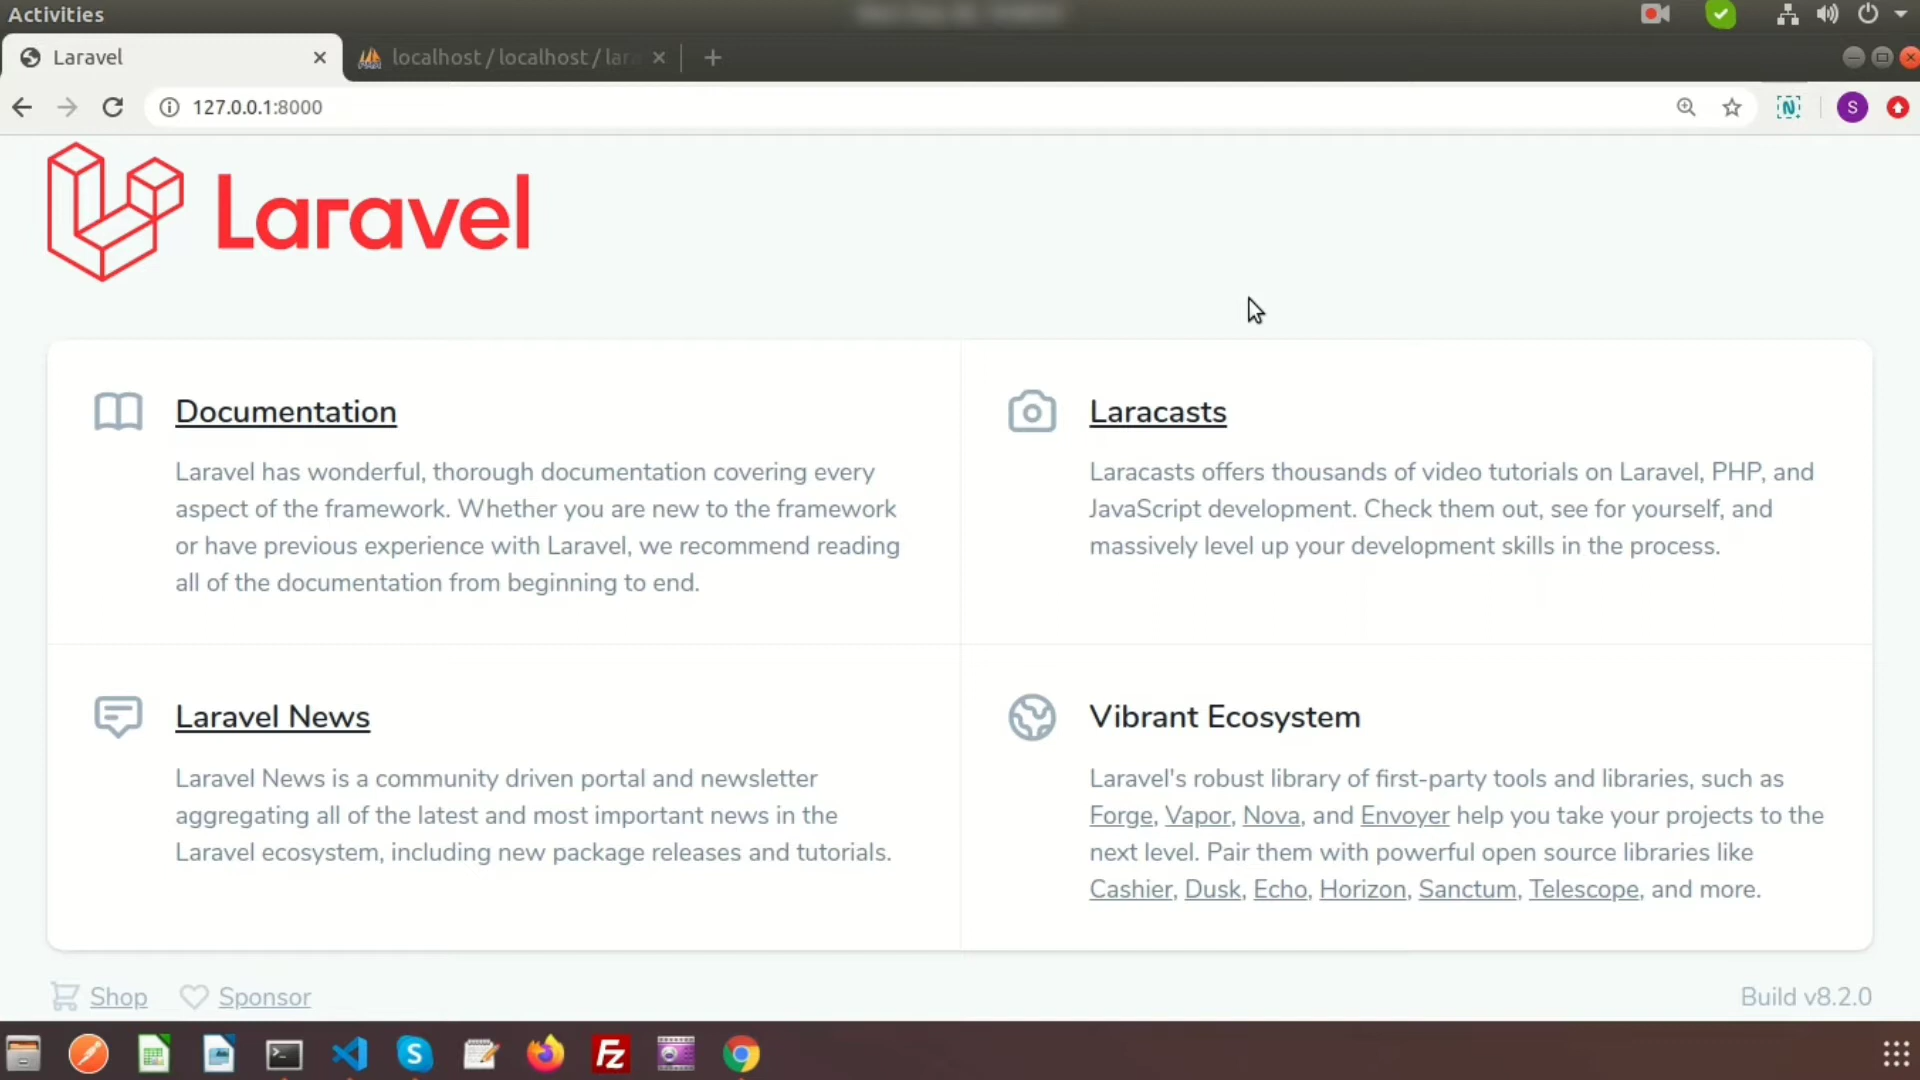 Activities
Laravel
localhost / localhost / lara
127.0.0.1:8000
S
Laravel
Documentation
Laravel has wonderful, thorough documentation covering every
aspect of the framework. Whether you are new to the framework
or have previous experience with Laravel, we recommend reading
all of the documentation from beginning to end.
Laracasts
Laracasts offers thousands of video tutorials on Laravel, PHP, and
JavaScript development. Check them out, see for yourself, and
massively level up your development skills in the process.
Laravel News
Laravel News is a community driven portal and newsletter
aggregating all of the latest and most important news in the
Laravel ecosystem, including new package releases and tutorials.
Vibrant Ecosystem
Laravel's robust library of first-party tools and libraries, such as
Forge, Vapor, Nova, and Envoyer help you take your projects to the
next level. Pair them with powerful open source libraries like
Cashier, Dusk, Echo, Horizon, Sanctum, Telescope, and more.
Shop
Sponsor
Build v8.2.0